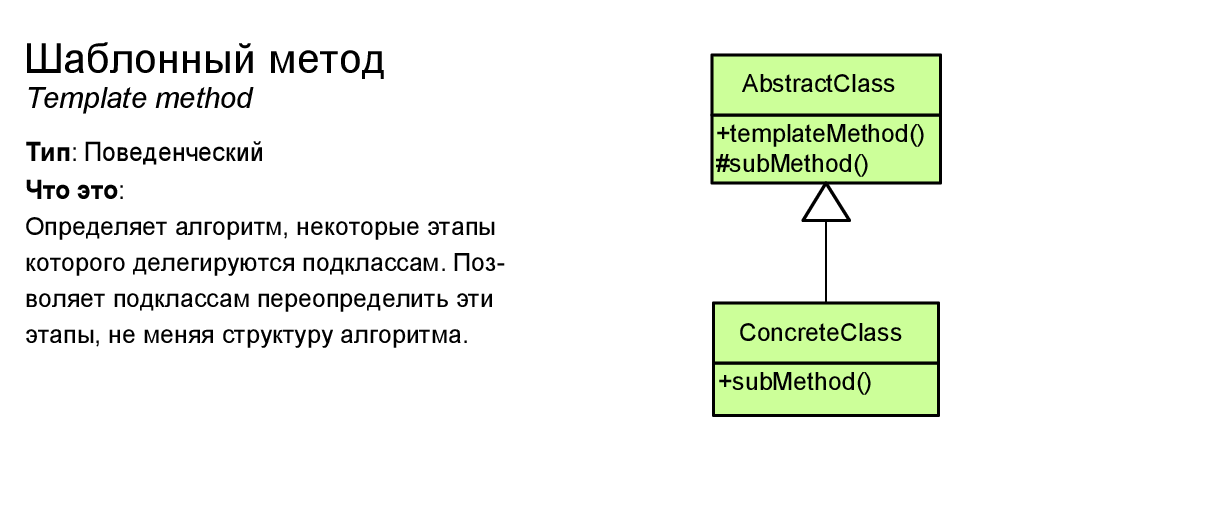 Шаблонный метод
Template method
Тип: Поведенческий
Что это:
Определяет алгоритм, некоторые этапы
которого делегируются подклассам. Поз-
воляет подклассам переопределить эти
этапы, не меняя структуру алгоритма.
AbstractClass
+templateMethod()
#subMethod()
ConcreteClass
+subMethod()